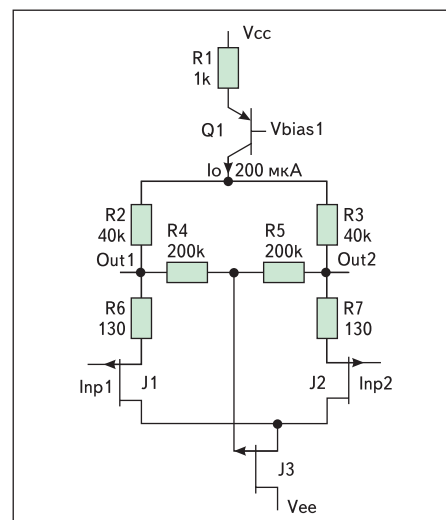 Vcc
R1
1k
Q1
Vbias1
Io
200 мкА
R2
40k
R3
40k
R4
200k
R5
200k
Out1
Out2
R6
130
R7
130
Inp1
J1
J2
Inp2
J3
Vee